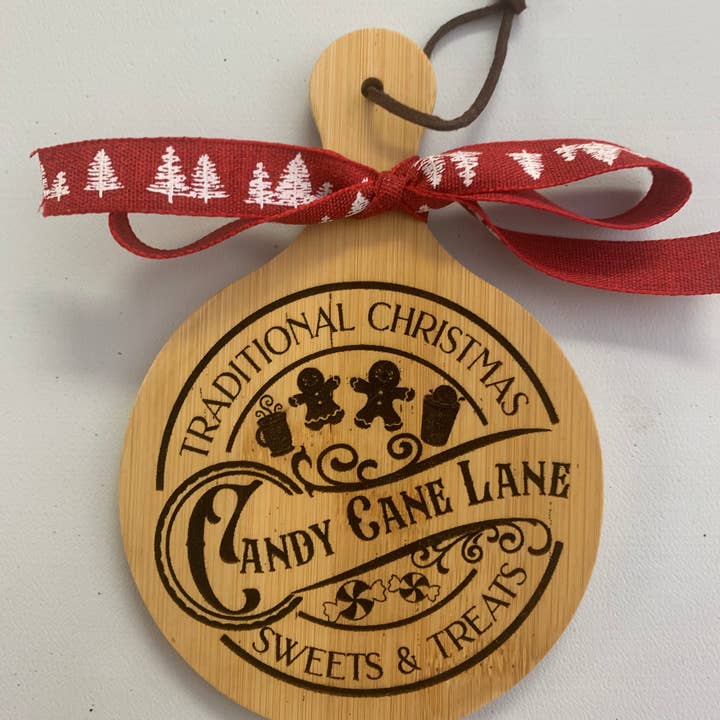 TRADITIONAL CHRISTMAS
CANDY CANE LANE
SWEETS & TREATS